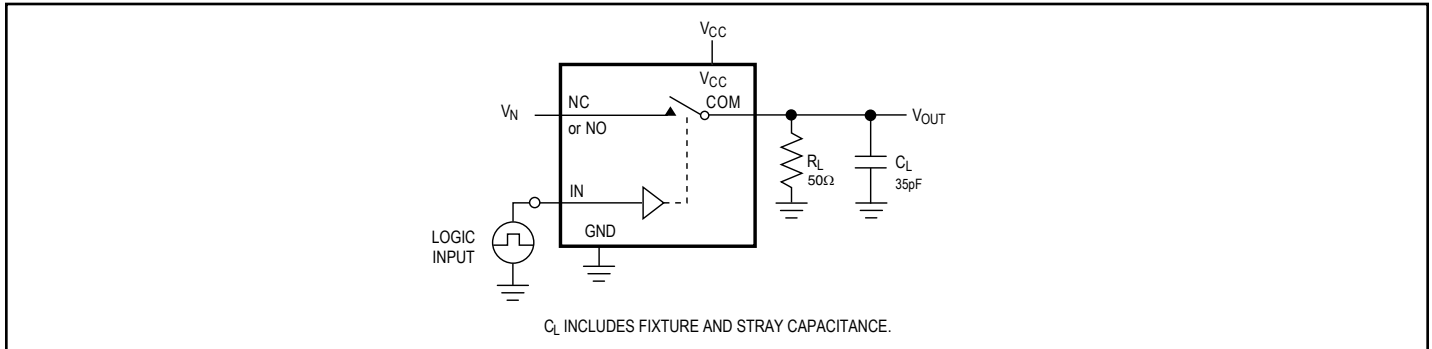 VCC
VCC
VN
NC
COM
VOUT
or NO
RL
50Ω
CL
35pF
IN
LOGIC
INPUT
GND
CL INCLUDES FIXTURE AND STRAY CAPACITANCE.